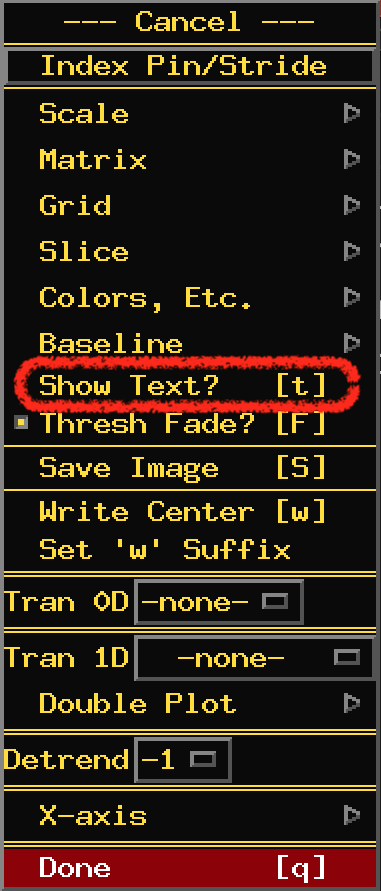 --- Cancel ---
Index Pin/Stride
Scale
Matrix
Grid
Slice
Colors, Etc.
Baseline
Show Text? [t]
Thresh Fade? [F]
Save Image [S]
Write Center [w]
Set 'w' Suffix
Tran 0D -none-
Tran 1D -none-
Double Plot
Detrend -1
X-axis
Done [q]